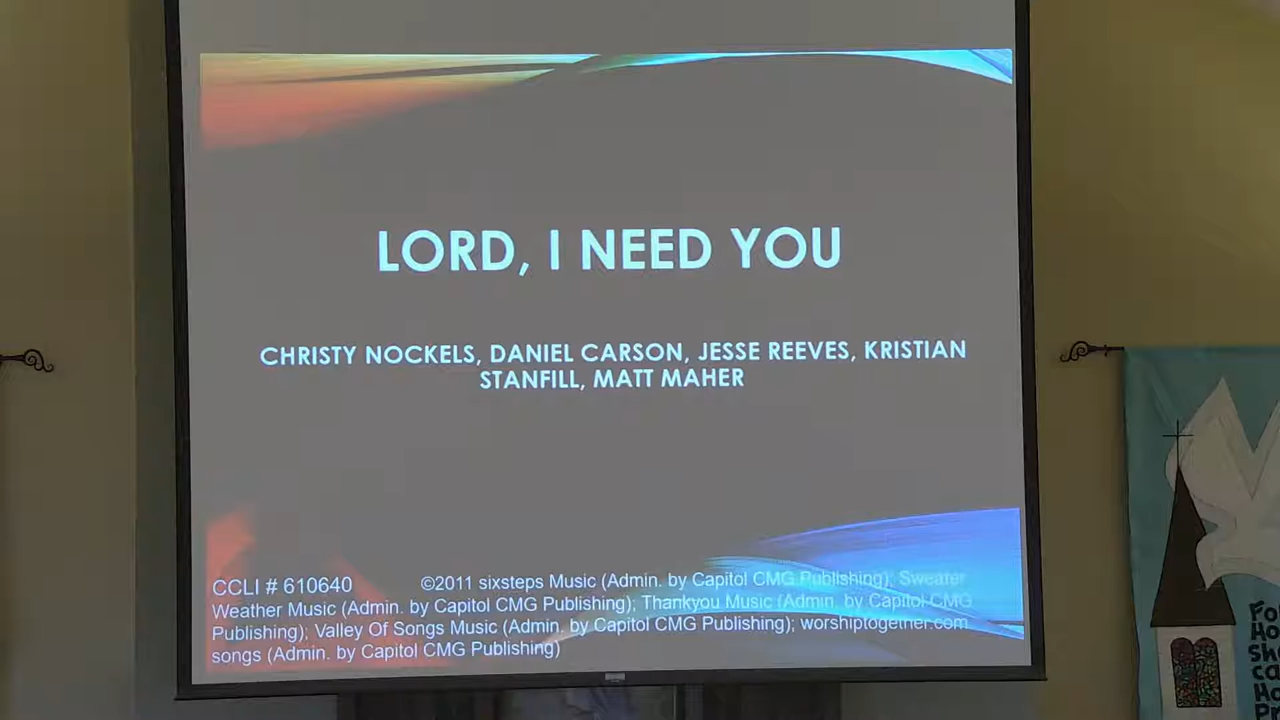 LORD, I NEED YOU
CHRISTY NOCKELS, DANIEL CARSON, JESSE REEVES, KRISTIAN
STANFILL, MATT MAHER
CCLI # 610640 ©2011 sixsteps Music (Admin. by Capitol CMG Publishing); Sweater
Weather Music (Admin. by Capitol CMG Publishing); Thankyou Music (Admin. by Capitol CMG
Publishing); Valley Of Songs Music (Admin. by Capitol CMG Publishing); worshiptogether.com
songs (Admin. by Capitol CMG Publishing)